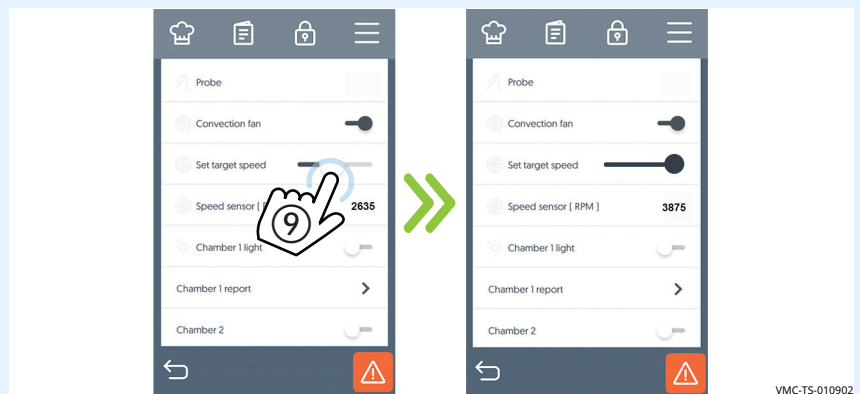 Probe
Convection fan
Set target speed
Speed sensor [ R
2635
9
Chamber 1 light
Chamber 1 report
Chamber 2
Probe
Convection fan
Set target speed
Speed sensor [ RPM ]
3875
Chamber 1 light
Chamber 1 report
Chamber 2
VMC-TS-010902